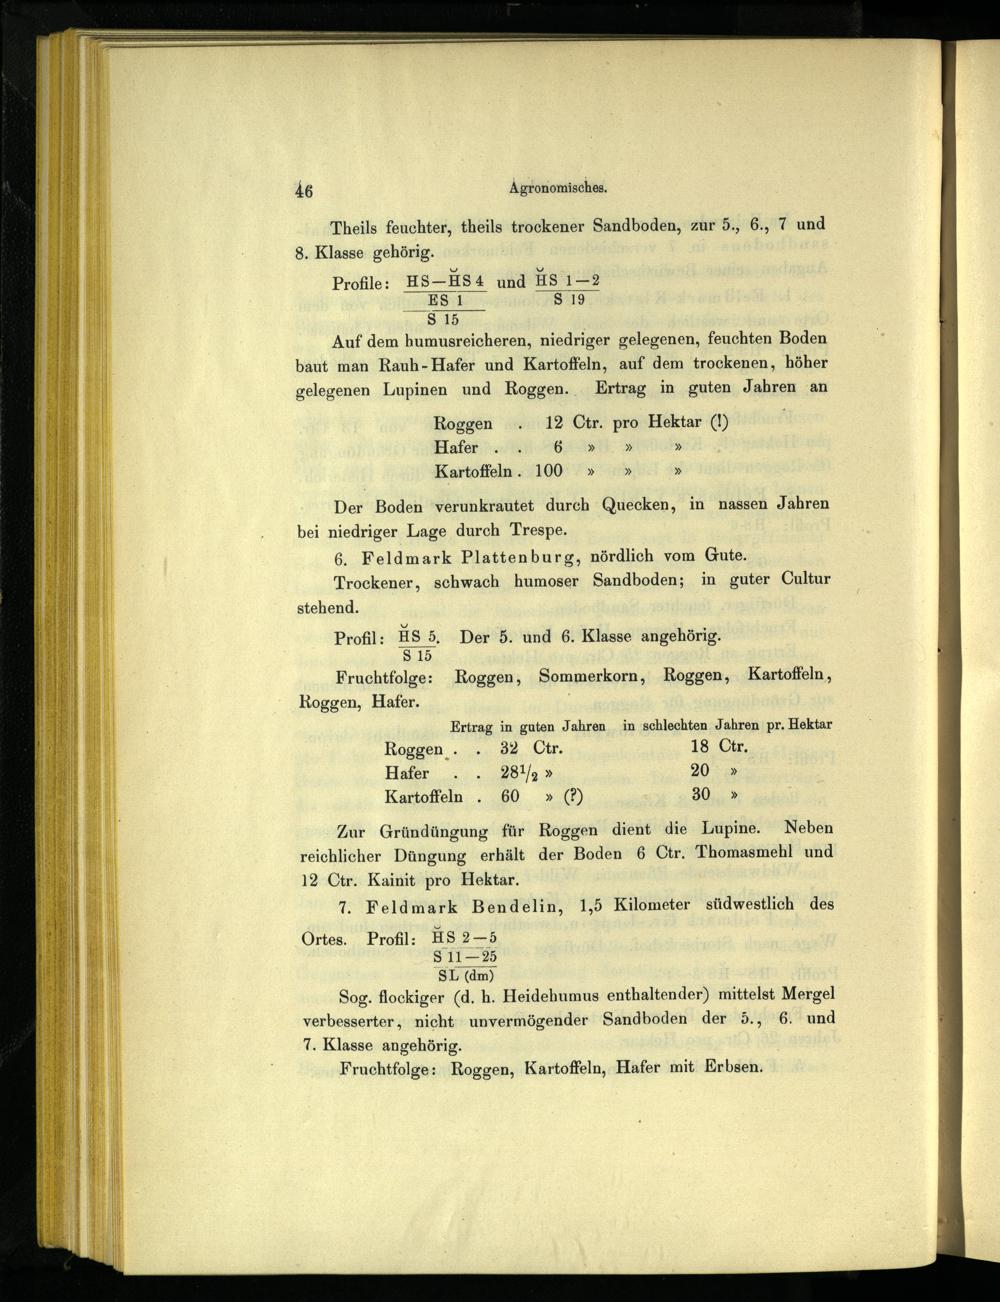 46 Agronomisches.
Theils feuchter, theils trockener Sandboden, zur 5., 6., 7 und
8. Klasse gehörig.
Profile: HS—H̆S 4 und H̆S 1—2
ES 1 S 19
S 15
Auf dem humusreicheren, niedriger gelegenen, feuchten Boden
baut man Rauh-Hafer und Kartoffeln, auf dem trockenen, höher
gelegenen Lupinen und Roggen. Ertrag in guten Jahren an
Roggen . 12 Ctr. pro Hektar (!)
Hafer . . 6 » » »
Kartoffeln . 100 » » »
Der Boden verunkrautet durch Quecken, in nassen Jahren
bei niedriger Lage durch Trespe.
6. Feldmark Plattenburg, nördlich vom Gute.
Trockener, schwach humoser Sandboden; in guter Cultur
stehend.
Profil: H̆S 5. Der 5. und 6. Klasse angehörig.
S 15
Fruchtfolge: Roggen, Sommerkorn, Roggen, Kartoffeln,
Roggen, Hafer.
Ertrag in guten Jahren in schlechten Jahren pr. Hektar
Roggen . . 32 Ctr. 18 Ctr.
Hafer . . 28½ » 20 »
Kartoffeln . 60 » (?) 30 »
Zur Gründüngung für Roggen dient die Lupine. Neben
reichlicher Düngung erhält der Boden 6 Ctr. Thomasmehl und
12 Ctr. Kainit pro Hektar.
7. Feldmark Bendelin, 1,5 Kilometer südwestlich des
Ortes. Profil: H̆S 2—5
S 11—25
SL (dm)
Sog. flockiger (d. h. Heidehumus enthaltender) mittelst Mergel
verbesserter, nicht unvermögender Sandboden der 5., 6. und
7. Klasse angehörig.
Fruchtfolge: Roggen, Kartoffeln, Hafer mit Erbsen.